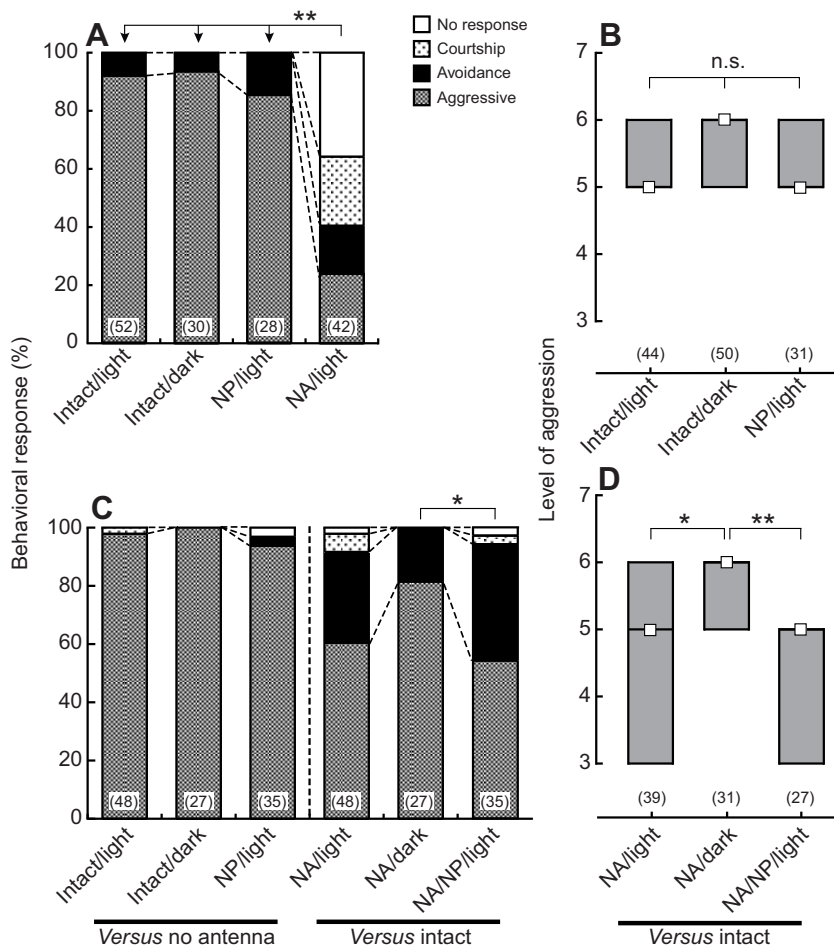 No response
Courtship
Avoidance
Aggressive
A
**
100
80
60
40
20
0
(52) (30) (28) (42)
Intact/light Intact/dark NP/light NA/light
B
7
6
5
4
3
n.s.
(44) (50) (31)
Intact/light Intact/dark NP/light
Behavioral response (%)
Level of aggression
C
*
100
80
60
40
20
0
(48) (27) (35) (48) (27) (35)
Intact/light Intact/dark NP/light NA/light NA/dark NA/NP/light
Versus no antenna Versus intact
D
7
6
5
4
3
* **
(39) (31) (27)
NA/light NA/dark NA/NP/light
Versus intact